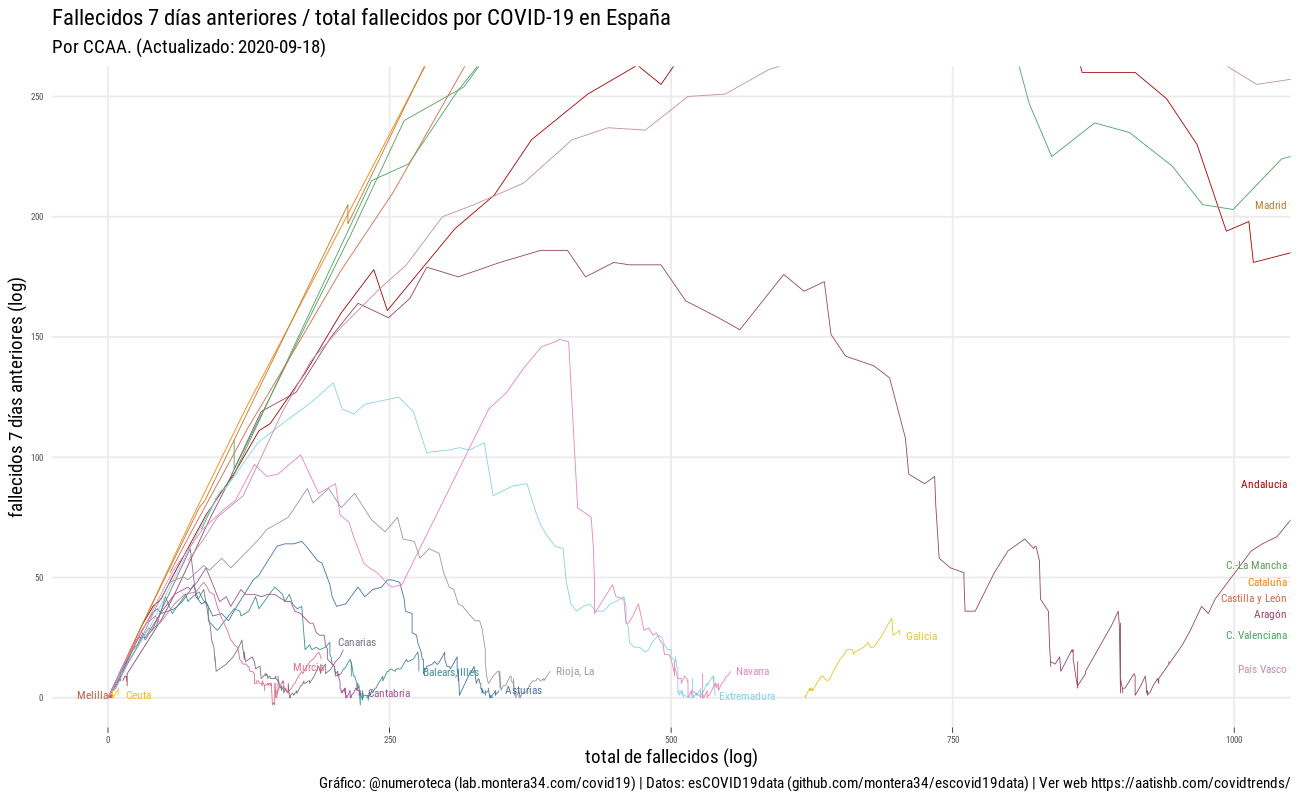 Fallecidos 7 días anteriores / total fallecidos por COVID-19 en España
Por CCAA. (Actualizado: 2020-09-18)
fallecidos 7 días anteriores (log)
250
200
150
100
50
0
Madrid
Andalucía
C.-La Mancha
Cataluña
Castilla y León
Aragón
C. Valenciana
País Vasco
Galicia
Canarias
Murcia
Balears, Illes
Rioja, La
Navarra
Melilla
Ceuta
Cantabria
Asturias
Extremadura
0
250
500
750
1000
total de fallecidos (log)
Gráfico: @numeroteca (lab.montera34.com/covid19) | Datos: esCOVID19data (github.com/montera34/escovid19data) | Ver web https://aatishb.com/covidtrends/